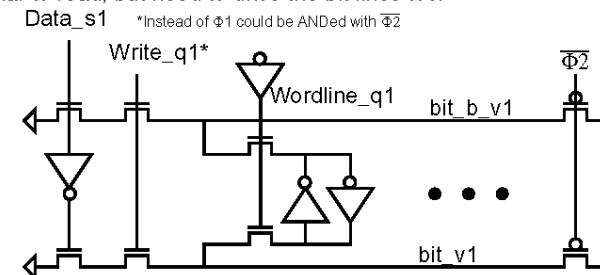 Data_s1
*Instead of Φ1 could be ANDed with Φ2̅
Write_q1*
Φ2̅
Wordline_q1
bit_b_v1
bit_v1